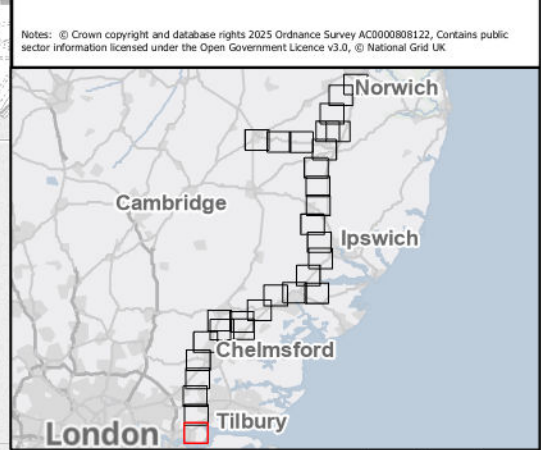 Notes: © Crown copyright and database rights 2025 Ordnance Survey AC0000808122, Contains public
sector information licensed under the Open Government Licence v3.0, © National Grid UK
Norwich
Cambridge
Ipswich
Chelmsford
Tilbury
London